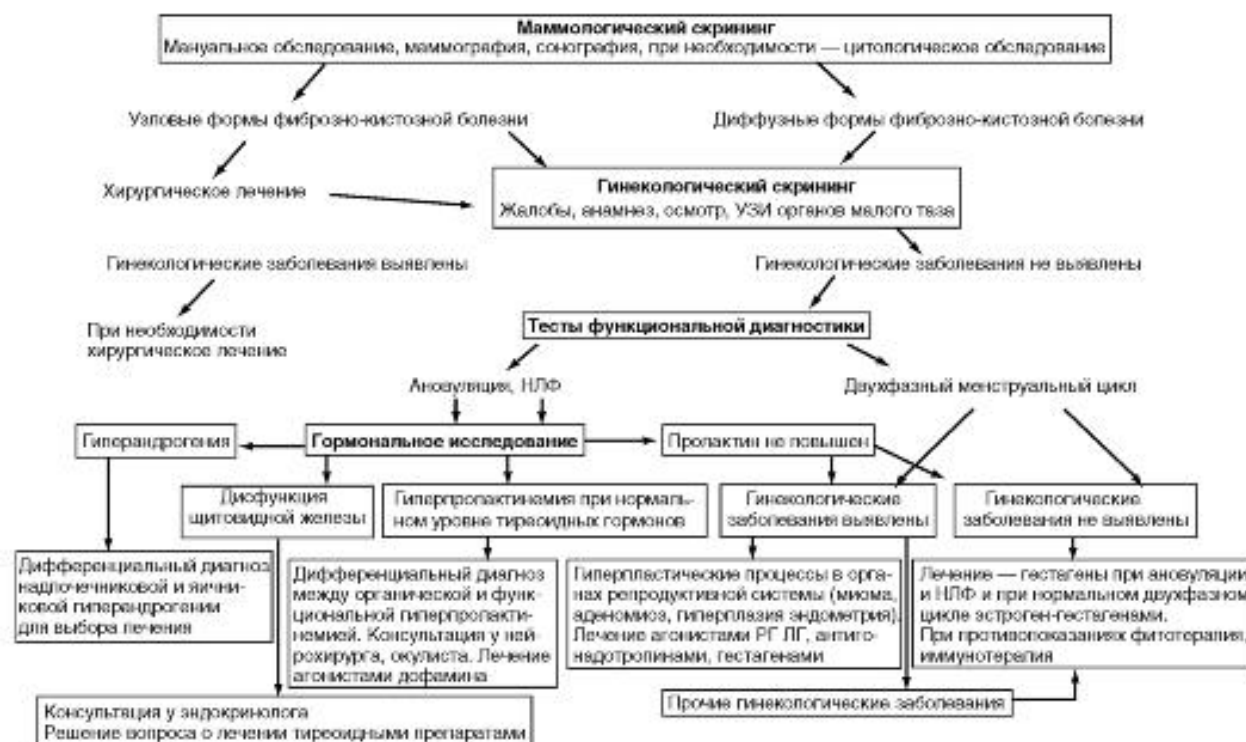 Маммологический скрининг
Мануальное обследование, маммография, сонография, при необходимости — цитологическое обследование
Узловые формы фиброзно-кистозной болезни
Диффузные формы фиброзно-кистозной болезни
Хирургическое лечение
Гинекологический скрининг
Жалобы, анамнез, осмотр, УЗИ органов малого таза
Гинекологические заболевания выявлены
Гинекологические заболевания не выявлены
При необходимости
хирургическое лечение
Тесты функциональной диагностики
Ановуляция, НЛФ
Двухфазный менструальный цикл
Гиперандрогения
Гормональное исследование
Пролактин не повышен
Дисфункция
щитовидной железы
Гиперпролактинемия при нормаль-
ном уровне тиреоидных гормонов
Гинекологические
заболевания выявлены
Гинекологические
заболевания не выявлены
Дифференциальный диагноз
надпочечниковой и яични-
ковой гиперандрогении
для выбора лечения
Дифференциальный диагноз
между органической и функ-
циональной гиперпролакти-
немией. Консультация у ней-
рохирурга, окулиста. Лечение
агонистами дофамина
Гиперпластические процессы в орга-
нах репродуктивной системы (миома,
аденомиоз, гиперплазия эндометрия).
Лечение агонистами РГ ЛГ, антиго-
надотропинами, гестагенами
Лечение — гестагены при ановуляции
и НЛФ и при нормальном двухфазном
цикле эстроген-гестагенами.
При противопоказаниях фитотерапия,
иммунотерапия
Прочие гинекологические заболевания
Консультация у эндокринолога
Решение вопроса о лечении тиреоидными препаратами